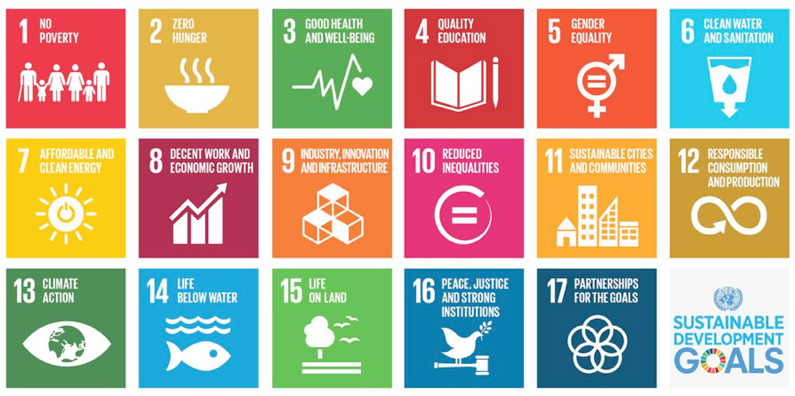 1 NO
POVERTY
2 ZERO
HUNGER
3 GOOD HEALTH
AND WELL-BEING
4 QUALITY
EDUCATION
5 GENDER
EQUALITY
6 CLEAN WATER
AND SANITATION
7 AFFORDABLE AND
CLEAN ENERGY
8 DECENT WORK AND
ECONOMIC GROWTH
9 INDUSTRY, INNOVATION
AND INFRASTRUCTURE
10 REDUCED
INEQUALITIES
11 SUSTAINABLE CITIES
AND COMMUNITIES
12 RESPONSIBLE
CONSUMPTION
AND PRODUCTION
13 CLIMATE
ACTION
14 LIFE
BELOW WATER
15 LIFE
ON LAND
16 PEACE, JUSTICE
AND STRONG
INSTITUTIONS
17 PARTNERSHIPS
FOR THE GOALS
SUSTAINABLE
DEVELOPMENT
GOALS